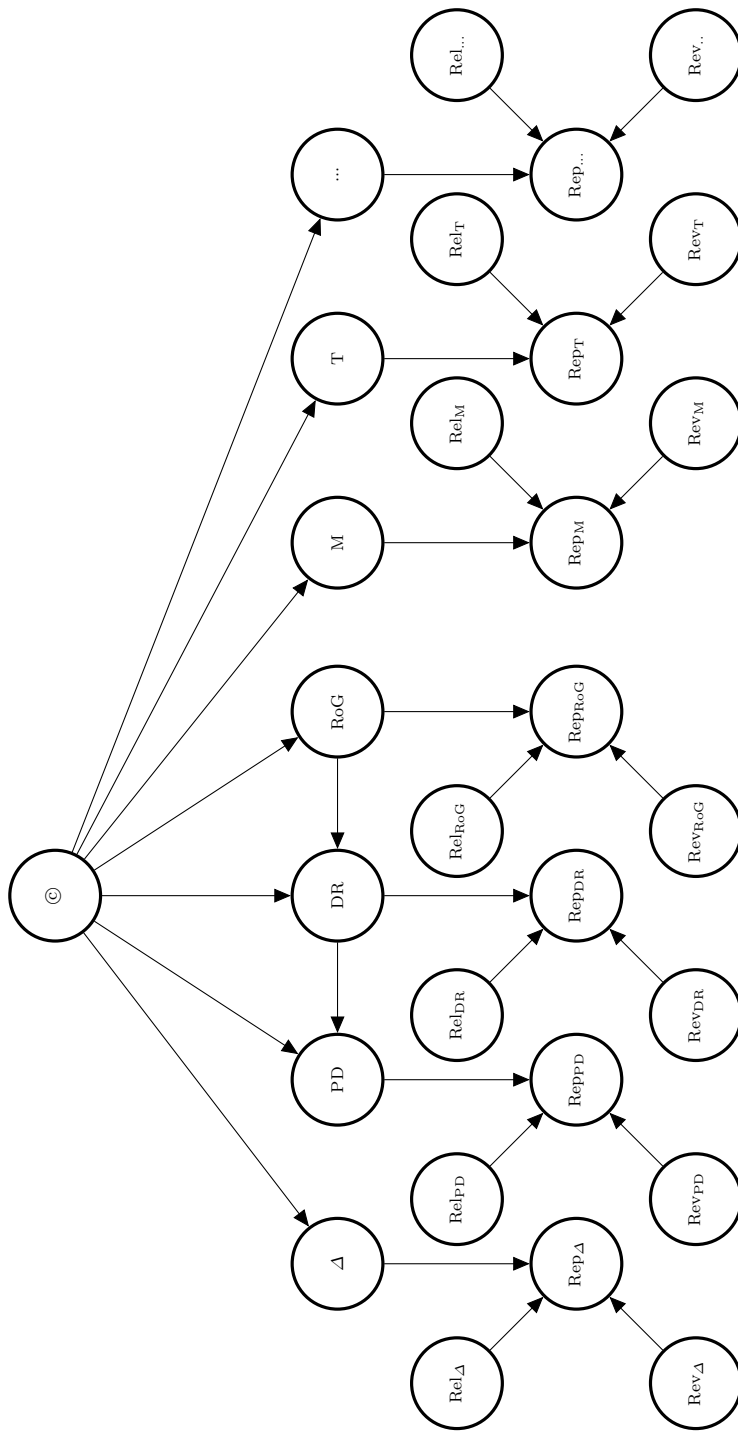 ©
Δ
PD
DR
RoG
M
T
...
Rel_Δ
Rel_PD
Rel_DR
Rel_RoG
Rel_M
Rel_T
Rel...
Rep_Δ
Rep_PD
Rep_DR
Rep_RoG
Rep_M
Rep_T
Rep...
Rev_Δ
Rev_PD
Rev_DR
Rev_RoG
Rev_M
Rev_T
Rev..